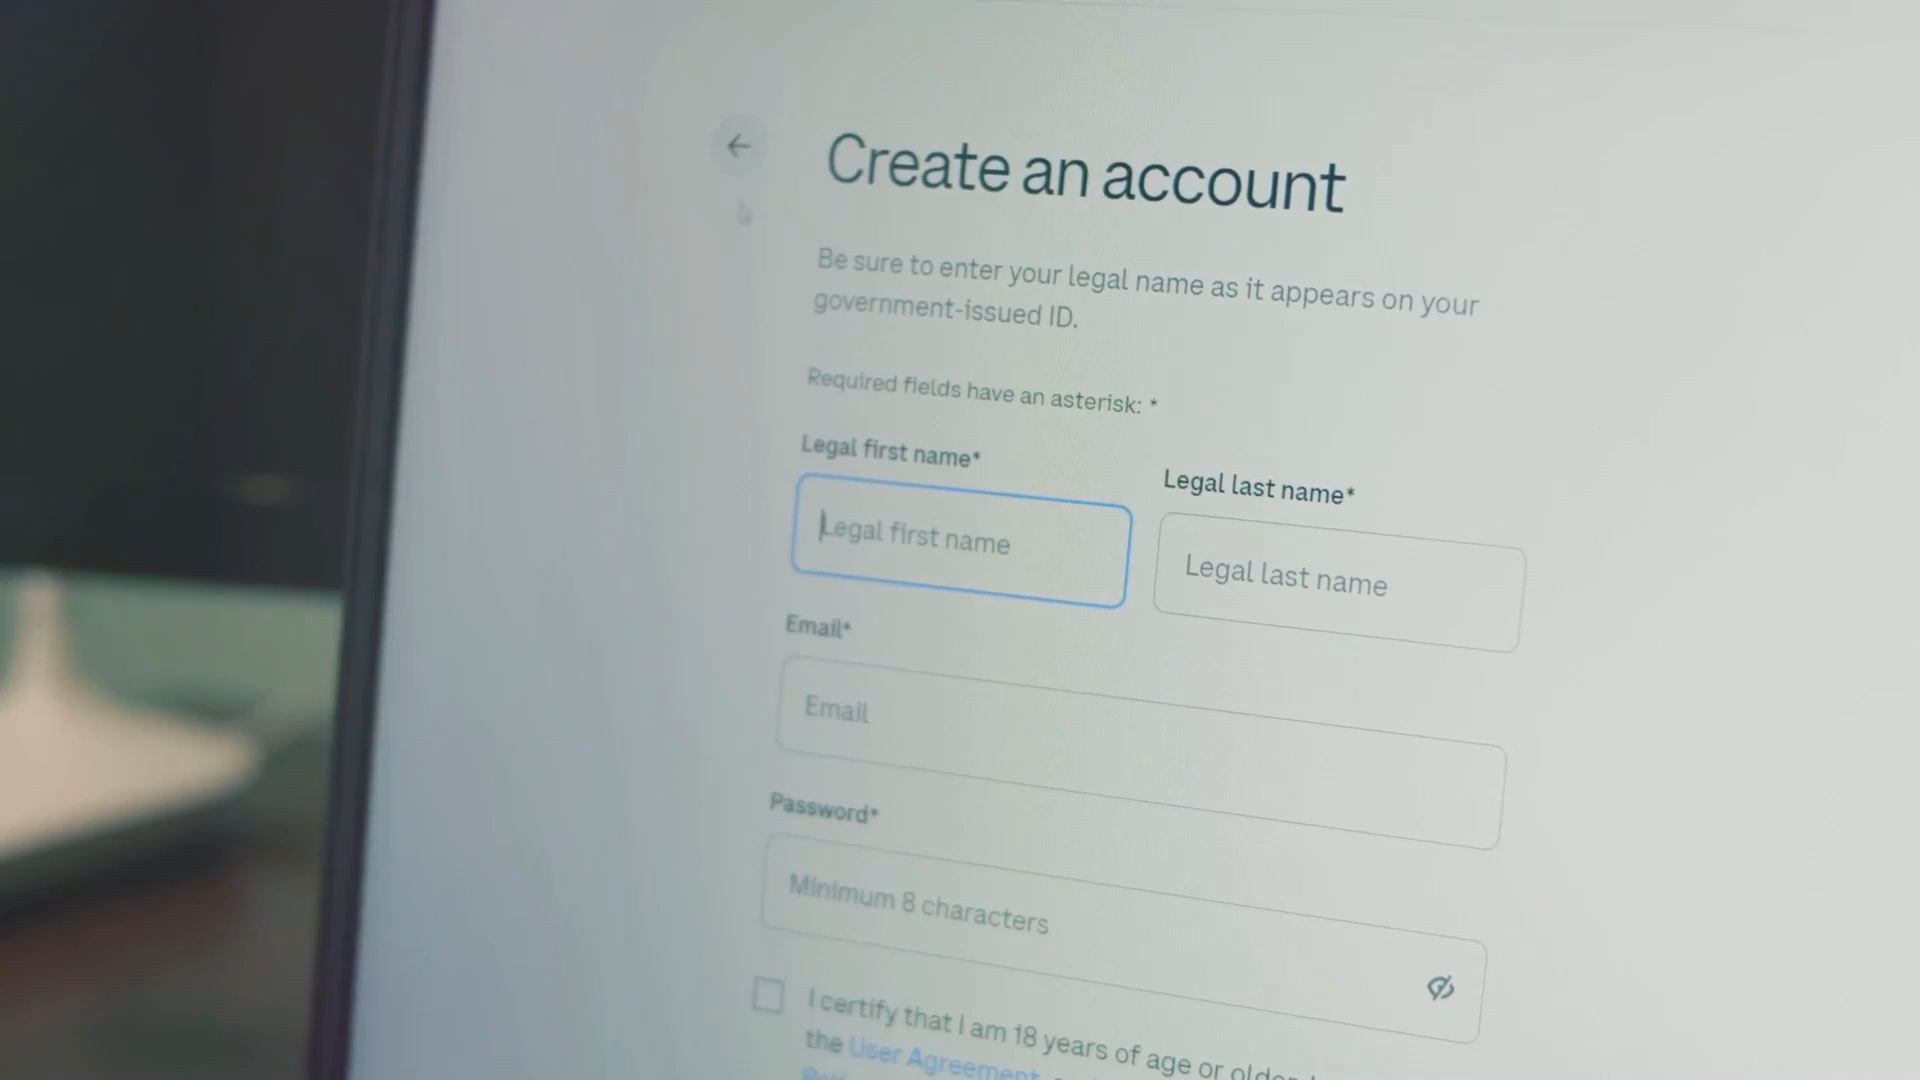 Create an account
Be sure to enter your legal name as it appears on your
government-issued ID.
Required fields have an asterisk: *
Legal first name*
Legal last name*
Legal first name
Legal last name
Email*
Email
Password*
Minimum 8 characters
I certify that I am 18 years of age or older,
the User Agreement